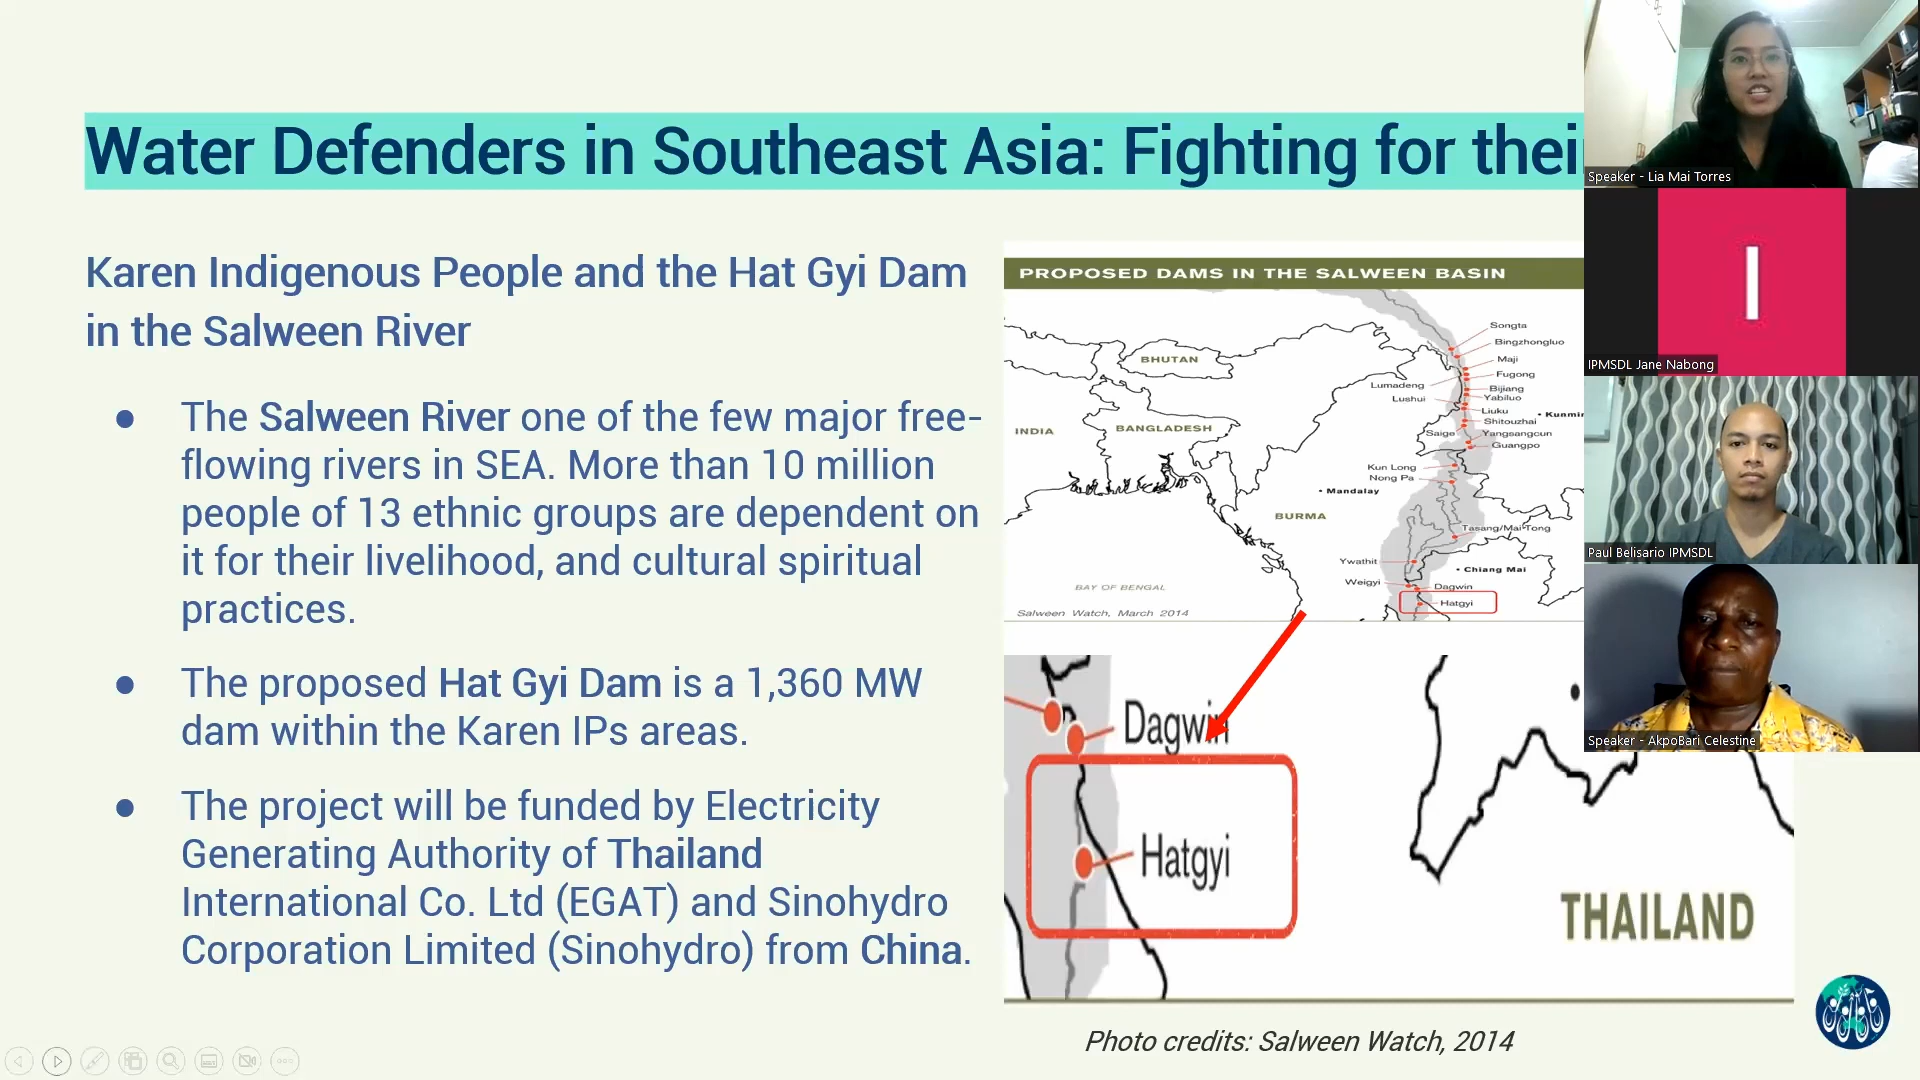 Water Defenders in Southeast Asia: Fighting for thei
Karen Indigenous People and the Hat Gyi Dam
in the Salween River
● The Salween River one of the few major free-
flowing rivers in SEA. More than 10 million
people of 13 ethnic groups are dependent on
it for their livelihood, and cultural spiritual
practices.
● The proposed Hat Gyi Dam is a 1,360 MW
dam within the Karen IPs areas.
● The project will be funded by Electricity
Generating Authority of Thailand
International Co. Ltd (EGAT) and Sinohydro
Corporation Limited (Sinohydro) from China.
PROPOSED DAMS IN THE SALWEEN BASIN
Songta
Bingzhongluo
BHUTAN
Maji
Fugong
Lumadeng
Bijiang
Lushui
Yabiluo
Liuku
Kunmin
Shitouzhai
INDIA
BANGLADESH
Saige
Yangsangcun
Guangpo
Kun Long
Nong Pa
Mandalay
BURMA
Tasang/Mai-Tong
Ywathit
Chiang Mai
Weigyi
Dagwin
BAY OF BENGAL
Hatgyi
Salween Watch, March 2014
Dagwin
Hatgyi
THAILAND
Photo credits: Salween Watch, 2014
Speaker - Lia Mai Torres
I
IPMSDL Jane Nabong
Paul Belisario IPMSDL
Speaker - AkpoBari Celestine